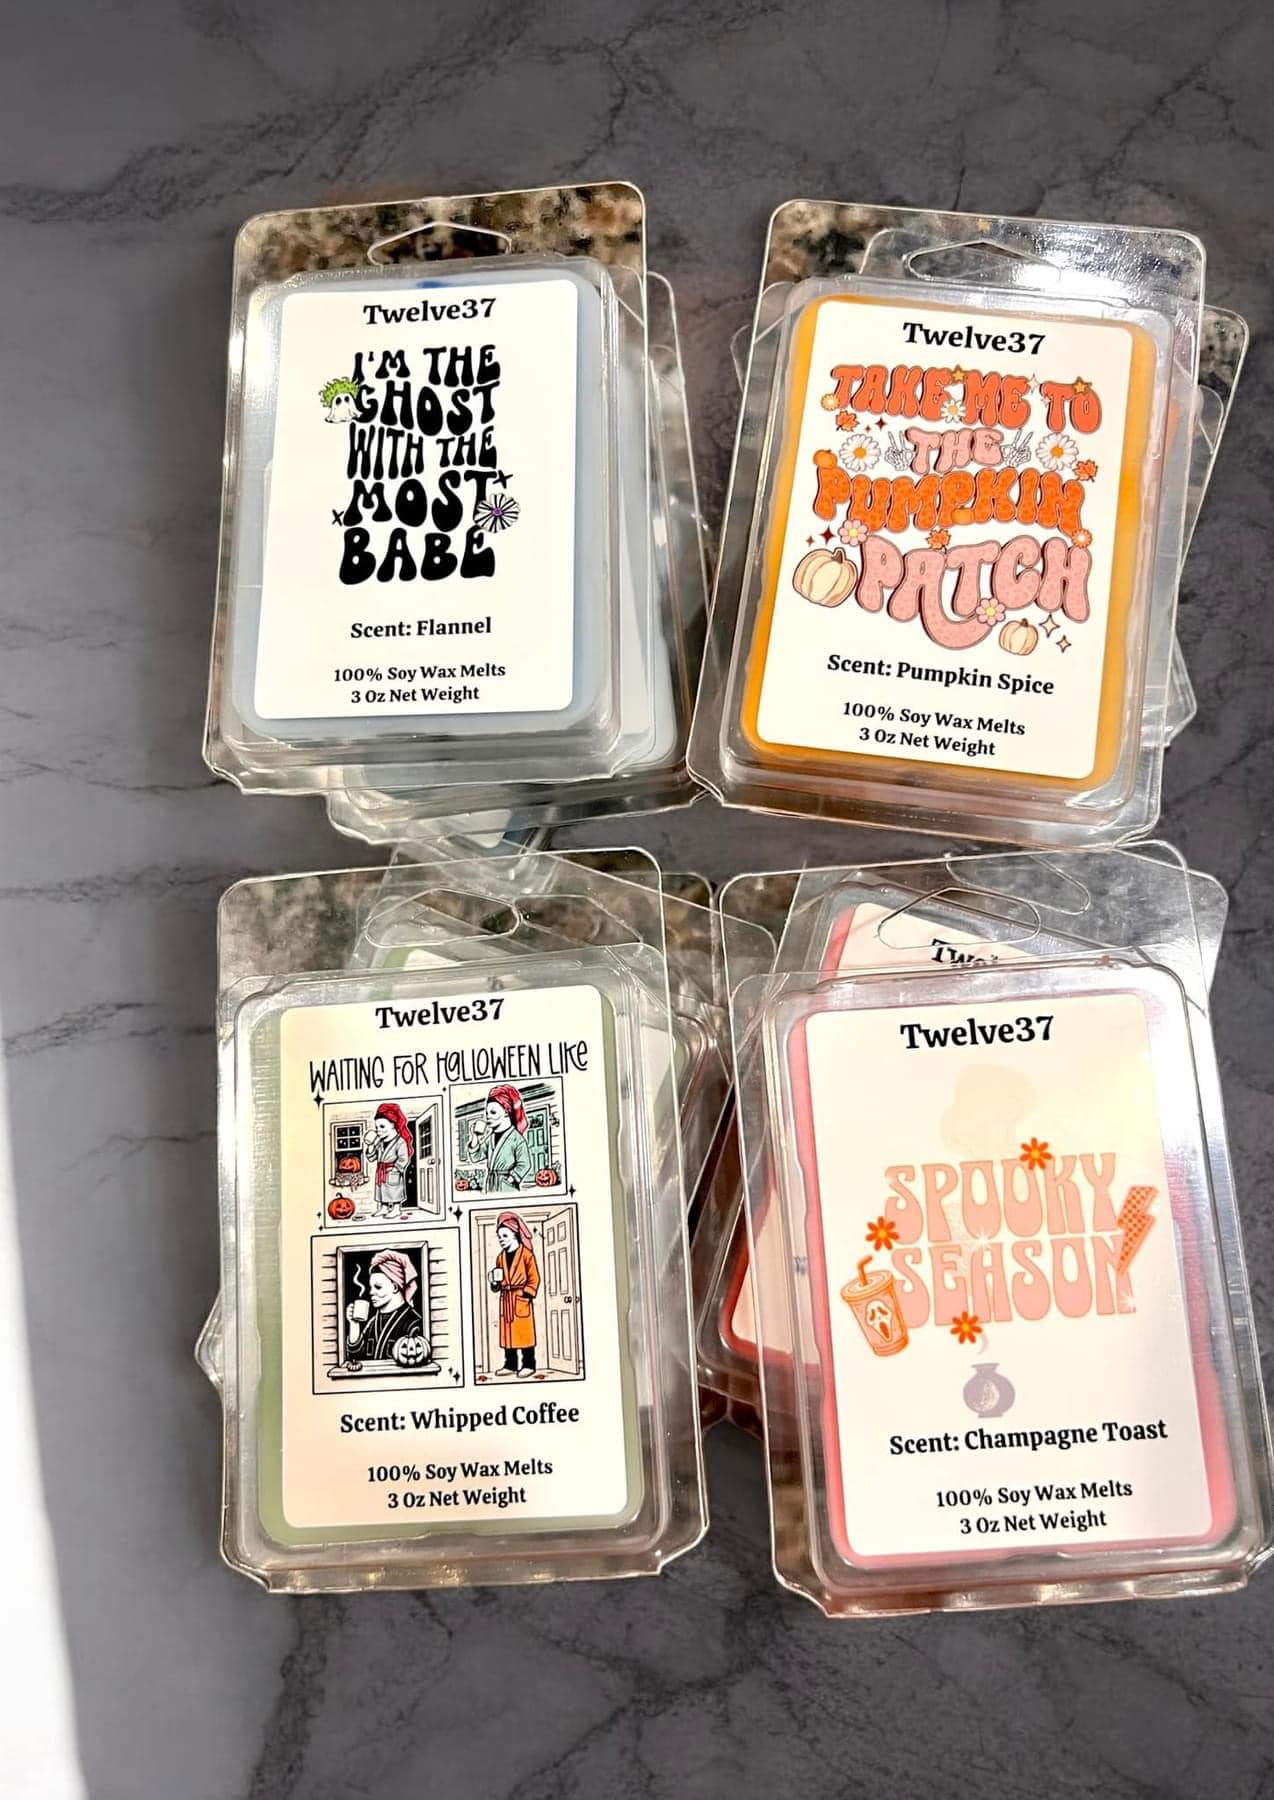 Twelve37
I'M THE
GHOST
WITH THE
MOST
BABE
Scent: Flannel
100% Soy Wax Melts
3 Oz Net Weight
Twelve37
TAKE ME TO
THE
PUMPKIN
PATCH
Scent: Pumpkin Spice
100% Soy Wax Melts
3 Oz Net Weight
Twelve37
WAITING FOR HALLOWEEN LIKE
Scent: Whipped Coffee
100% Soy Wax Melts
3 Oz Net Weight
Twelve37
SPOOKY
SEASON
Scent: Champagne Toast
100% Soy Wax Melts
3 Oz Net Weight